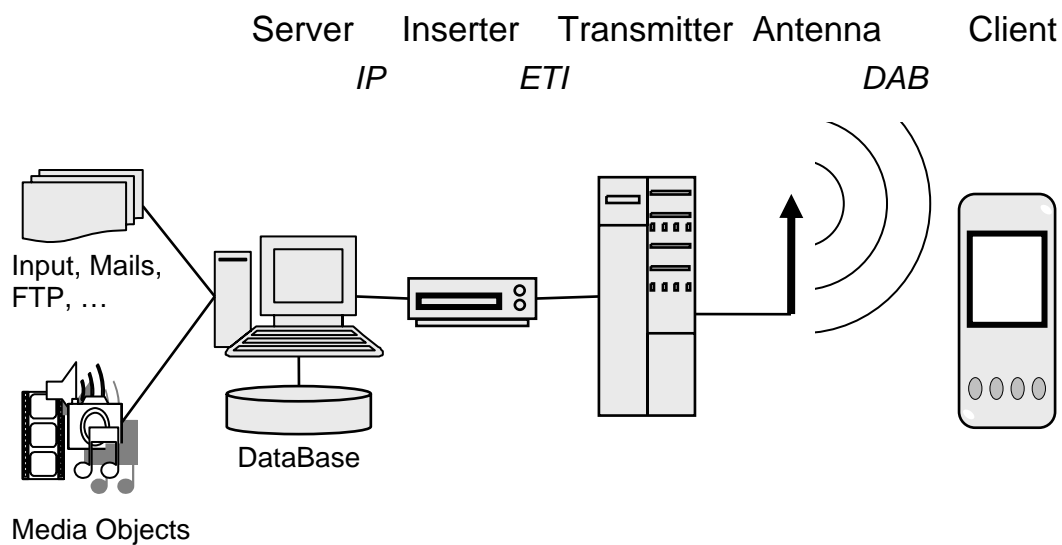 Server Inserter Transmitter Antenna Client
IP ETI DAB
Input, Mails,
FTP, …
DataBase
Media Objects